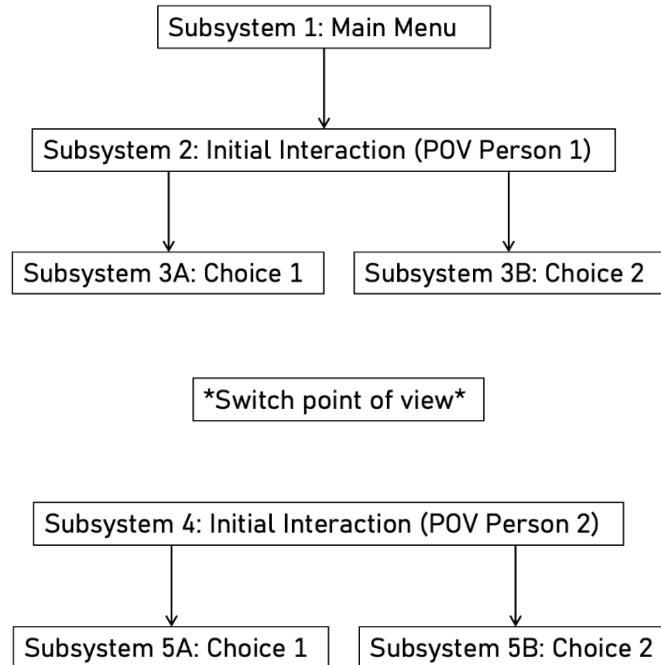 Subsystem 1: Main Menu
Subsystem 2: Initial Interaction (POV Person 1)
Subsystem 3A: Choice 1
Subsystem 3B: Choice 2
*Switch point of view*
Subsystem 4: Initial Interaction (POV Person 2)
Subsystem 5A: Choice 1
Subsystem 5B: Choice 2